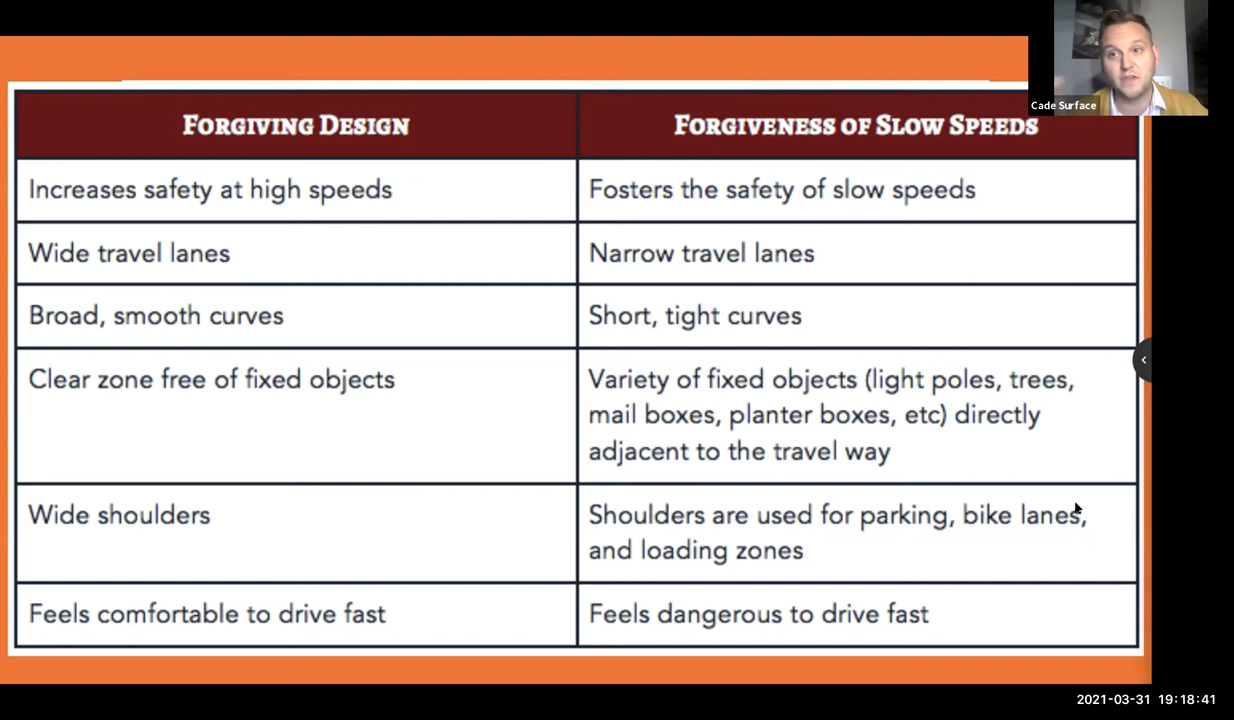 Cade Surface
FORGIVING DESIGN
FORGIVENESS OF SLOW SPEEDS
Increases safety at high speeds
Fosters the safety of slow speeds
Wide travel lanes
Narrow travel lanes
Broad, smooth curves
Short, tight curves
Clear zone free of fixed objects
Variety of fixed objects (light poles, trees,
mail boxes, planter boxes, etc) directly
adjacent to the travel way
Wide shoulders
Shoulders are used for parking, bike lanes,
and loading zones
Feels comfortable to drive fast
Feels dangerous to drive fast
2021-03-31 19:18:41